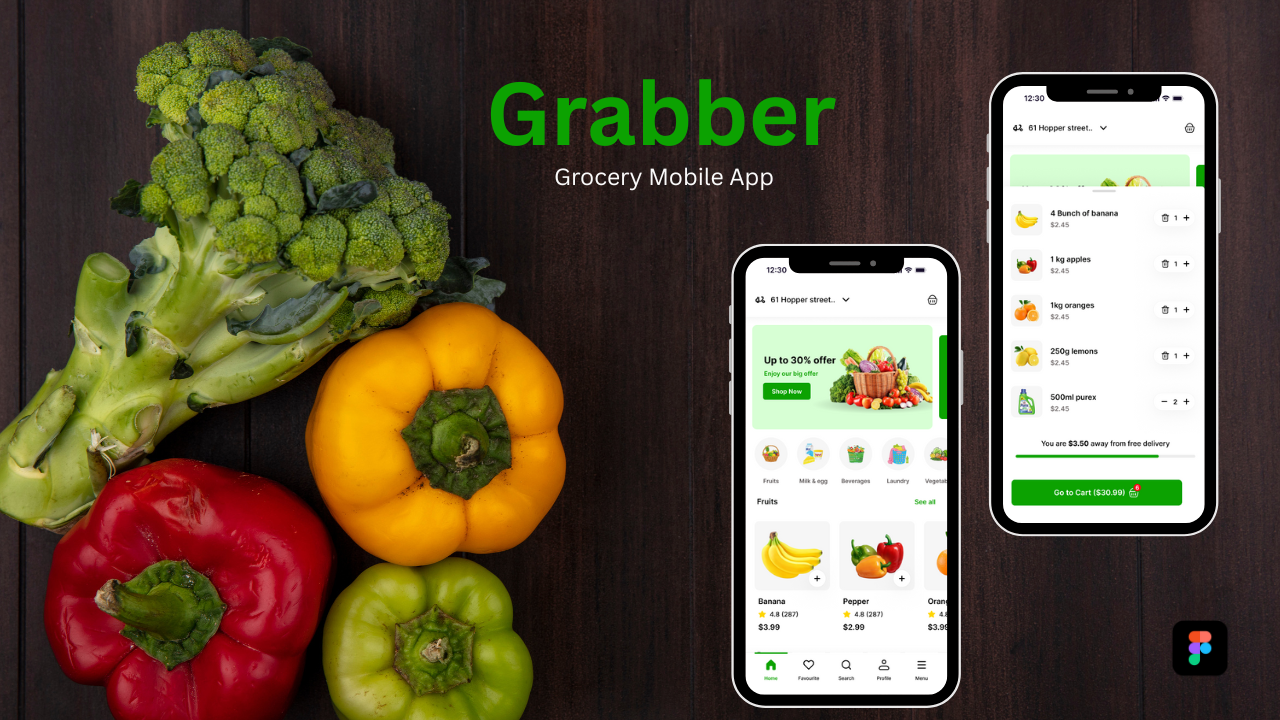 Grabber
Grocery Mobile App
12:30
61 Hopper street..
Up to 30% offer
Enjoy our big offer
Shop Now
Fruits
Milk & egg
Beverages
Laundry
Fruits
See all
Banana
4.8 (287)
$3.99
Pepper
4.8 (287)
$2.99
Home
Favourite
Search
Profile
Menu
12:30
61 Hopper street..
4 Bunch of banana
$2.45
1
1 kg apples
$2.45
1
1kg oranges
$2.45
1
250g lemons
$2.45
1
500ml purex
$2.45
2
You are $3.50 away from free delivery
Go to Cart ($30.99)
6